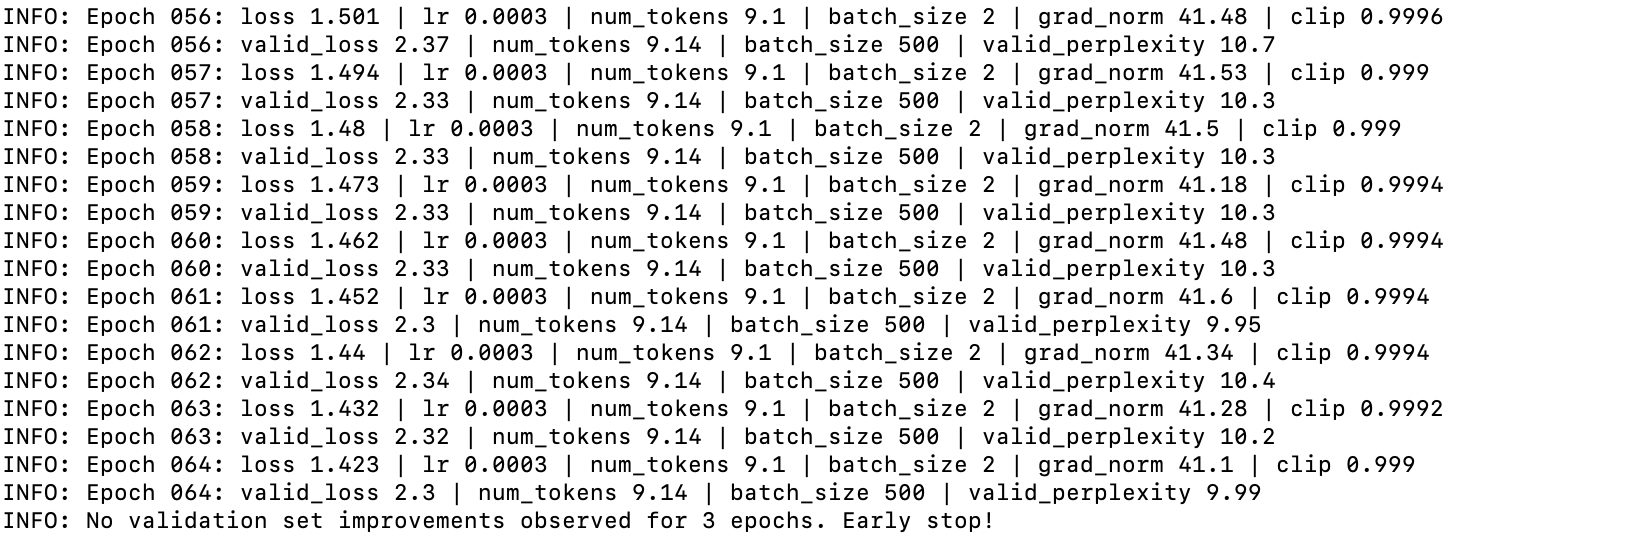 INFO: Epoch 056: loss 1.501 | lr 0.0003 | num_tokens 9.1 | batch_size 2 | grad_norm 41.48 | clip 0.9996
INFO: Epoch 056: valid_loss 2.37 | num_tokens 9.14 | batch_size 500 | valid_perplexity 10.7
INFO: Epoch 057: loss 1.494 | lr 0.0003 | num_tokens 9.1 | batch_size 2 | grad_norm 41.53 | clip 0.999
INFO: Epoch 057: valid_loss 2.33 | num_tokens 9.14 | batch_size 500 | valid_perplexity 10.3
INFO: Epoch 058: loss 1.48 | lr 0.0003 | num_tokens 9.1 | batch_size 2 | grad_norm 41.5 | clip 0.999
INFO: Epoch 058: valid_loss 2.33 | num_tokens 9.14 | batch_size 500 | valid_perplexity 10.3
INFO: Epoch 059: loss 1.473 | lr 0.0003 | num_tokens 9.1 | batch_size 2 | grad_norm 41.18 | clip 0.9994
INFO: Epoch 059: valid_loss 2.33 | num_tokens 9.14 | batch_size 500 | valid_perplexity 10.3
INFO: Epoch 060: loss 1.462 | lr 0.0003 | num_tokens 9.1 | batch_size 2 | grad_norm 41.48 | clip 0.9994
INFO: Epoch 060: valid_loss 2.33 | num_tokens 9.14 | batch_size 500 | valid_perplexity 10.3
INFO: Epoch 061: loss 1.452 | lr 0.0003 | num_tokens 9.1 | batch_size 2 | grad_norm 41.6 | clip 0.9994
INFO: Epoch 061: valid_loss 2.3 | num_tokens 9.14 | batch_size 500 | valid_perplexity 9.95
INFO: Epoch 062: loss 1.44 | lr 0.0003 | num_tokens 9.1 | batch_size 2 | grad_norm 41.34 | clip 0.9994
INFO: Epoch 062: valid_loss 2.34 | num_tokens 9.14 | batch_size 500 | valid_perplexity 10.4
INFO: Epoch 063: loss 1.432 | lr 0.0003 | num_tokens 9.1 | batch_size 2 | grad_norm 41.28 | clip 0.9992
INFO: Epoch 063: valid_loss 2.32 | num_tokens 9.14 | batch_size 500 | valid_perplexity 10.2
INFO: Epoch 064: loss 1.423 | lr 0.0003 | num_tokens 9.1 | batch_size 2 | grad_norm 41.1 | clip 0.999
INFO: Epoch 064: valid_loss 2.3 | num_tokens 9.14 | batch_size 500 | valid_perplexity 9.99
INFO: No validation set improvements observed for 3 epochs. Early stop!